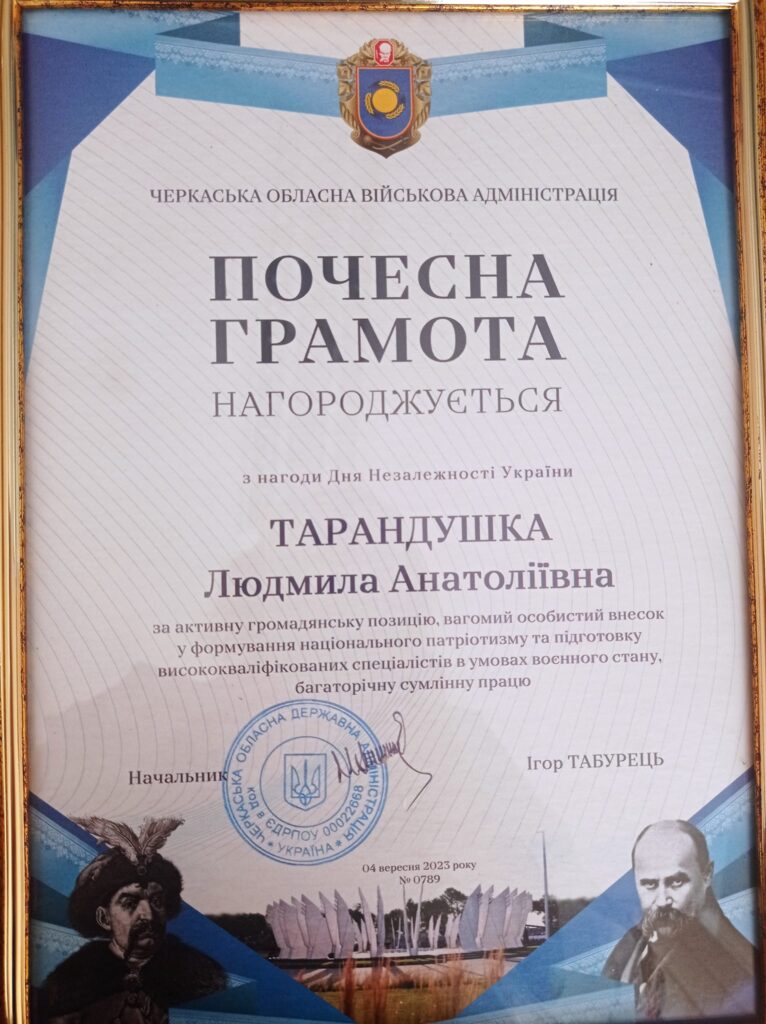 ЧЕРКАСЬКА ОБЛАСНА ВІЙСЬКОВА АДМІНІСТРАЦІЯ
ПОЧЕСНА
ГРАМОТА
НАГОРОДЖУЄТЬСЯ
з нагоди Дня Незалежності України
ТАРАНДУШКА
Людмила Анатоліївна
за активну громадянську позицію, вагомий особистий внесок
у формування національного патріотизму та підготовку
висококваліфікованих спеціалістів в умовах воєнного стану,
багаторічну сумлінну працю
Начальник
Ігор ТАБУРЕЦЬ
ЧЕРКАСЬКА ОБЛАСНА ДЕРЖАВНА АДМІНІСТРАЦІЯ
* УКРАЇНА *
код в ЄДРПОУ 00022668
04 вересня 2023 року
№ 0789